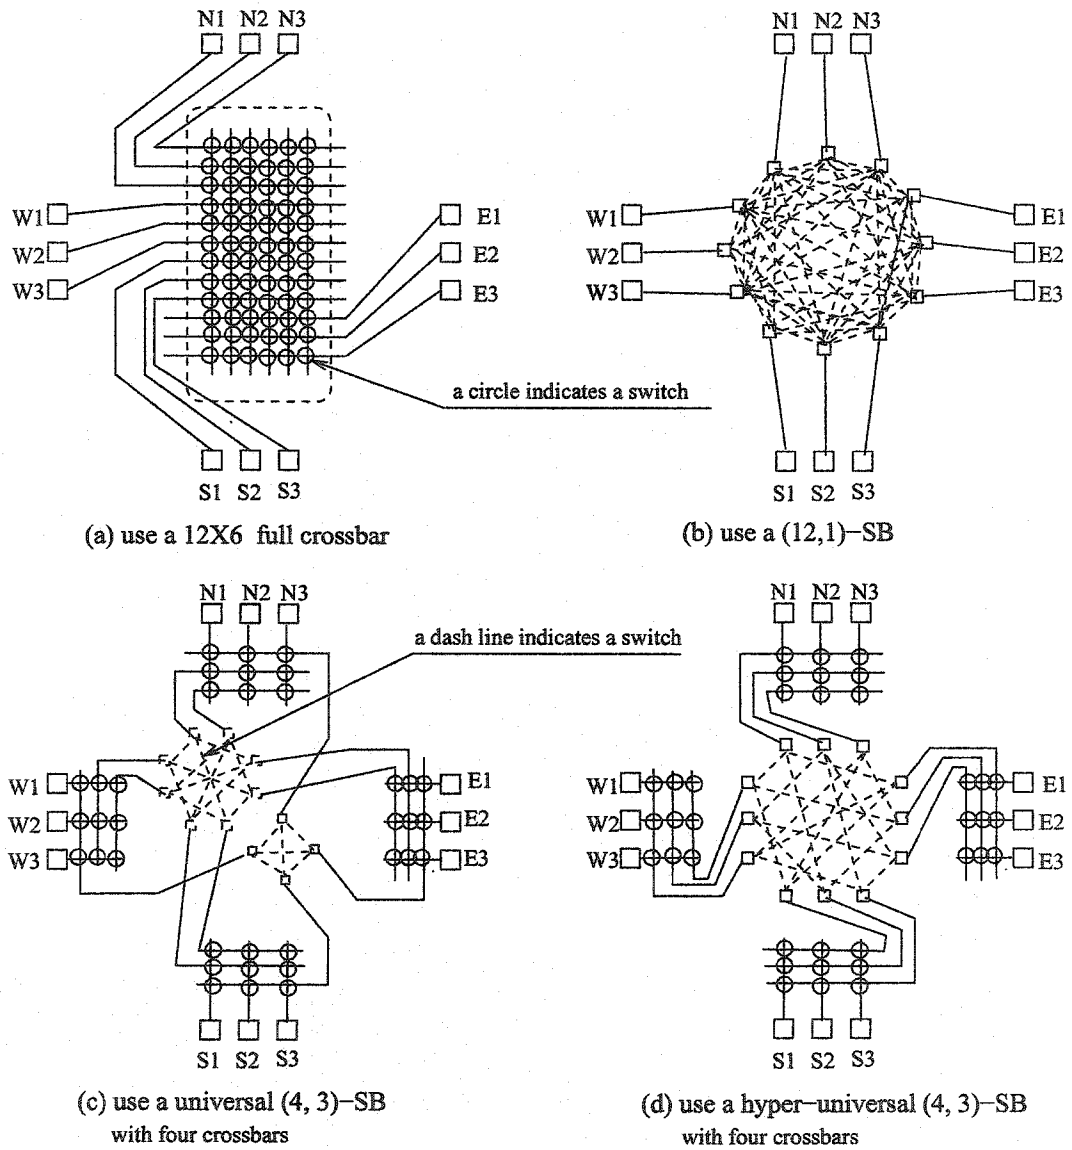 N1 N2 N3
N1 N2 N3
W1
W2
W3
E1
E2
E3
W1
W2
W3
E1
E2
E3
a circle indicates a switch
S1 S2 S3
S1 S2 S3
(a) use a 12X6 full crossbar
(b) use a (12,1)−SB
N1 N2 N3
N1 N2 N3
a dash line indicates a switch
W1
W2
W3
E1
E2
E3
W1
W2
W3
E1
E2
E3
S1 S2 S3
S1 S2 S3
(c) use a universal (4, 3)−SB
with four crossbars
(d) use a hyper−universal (4, 3)−SB
with four crossbars